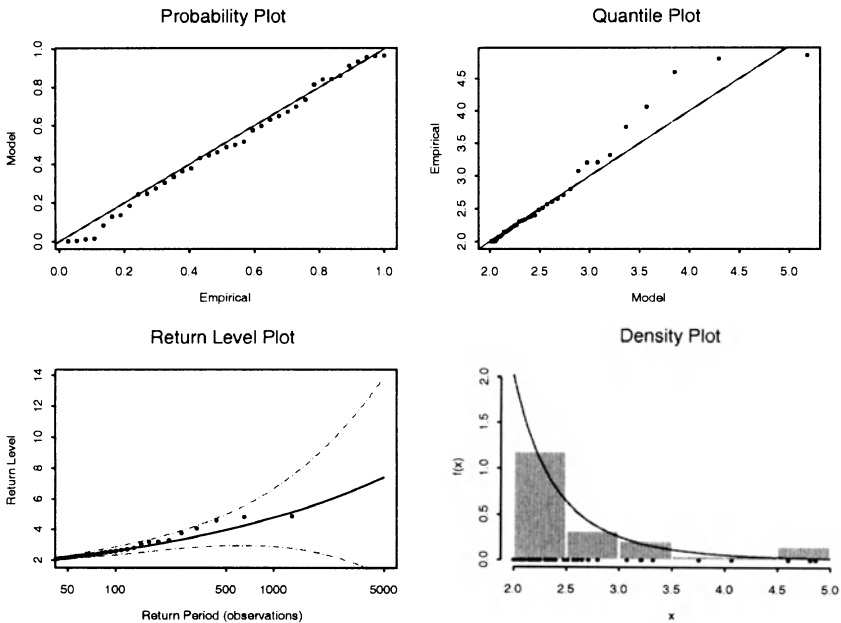 Probability Plot
Model
0.0 0.2 0.4 0.6 0.8 1.0
0.0 0.2 0.4 0.6 0.8 1.0
Empirical
Quantile Plot
Empirical
2.0 2.5 3.0 3.5 4.0 4.5
2.0 2.5 3.0 3.5 4.0 4.5 5.0
Model
Return Level Plot
Return Level
2 4 6 8 10 12 14
50 100 500 1000 5000
Return Period (observations)
Density Plot
f(x)
0.0 0.5 1.0 1.5 2.0
2.0 2.5 3.0 3.5 4.0 4.5 5.0
x